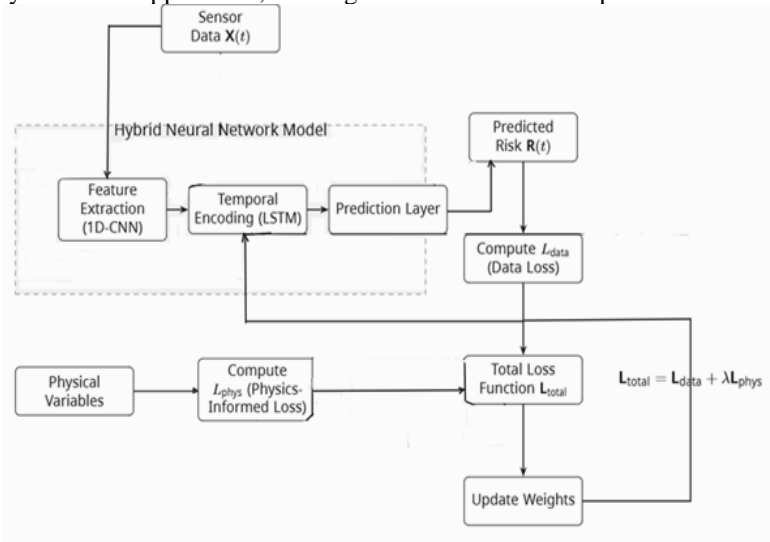 Sensor
Data X(t)
Hybrid Neural Network Model
Predicted
Risk R(t)
Feature
Extraction
(1D-CNN)
Temporal
Encoding (LSTM)
Prediction Layer
Compute L_data
(Data Loss)
Physical
Variables
Compute
L_phys (Physics-
Informed Loss)
Total Loss
Function L_total
L_total = L_data + λL_phys
Update Weights